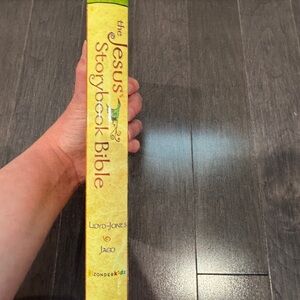 the Jesus
Storybook Bible
LLOYD-JONES
&
JAGO
ZONDERkidz